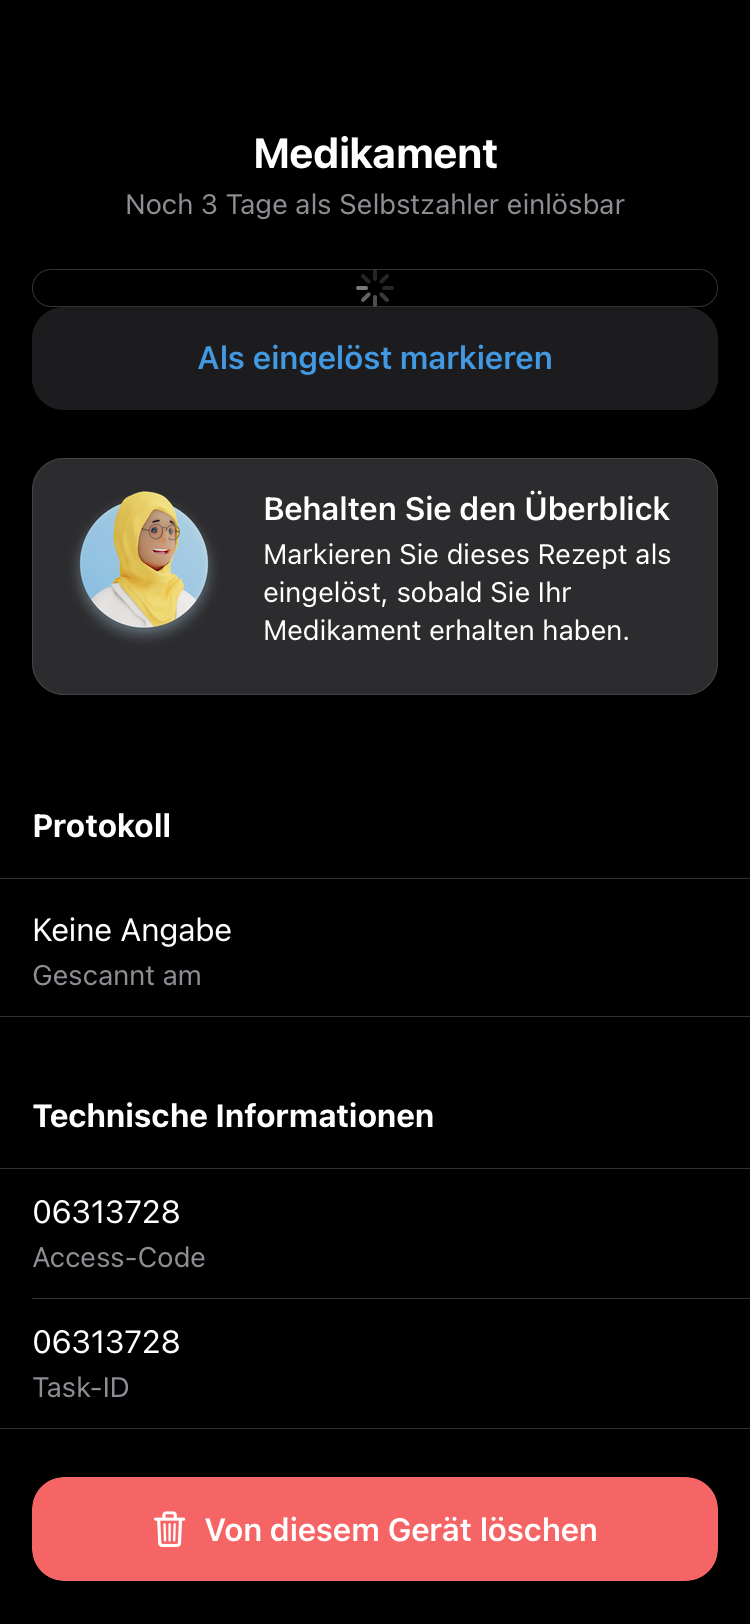 Medikament
Noch 3 Tage als Selbstzahler einlösbar
Als eingelöst markieren
Behalten Sie den Überblick
Markieren Sie dieses Rezept als
eingelöst, sobald Sie Ihr
Medikament erhalten haben.
Protokoll
Keine Angabe
Gescannt am
Technische Informationen
06313728
Access-Code
06313728
Task-ID
Von diesem Gerät löschen